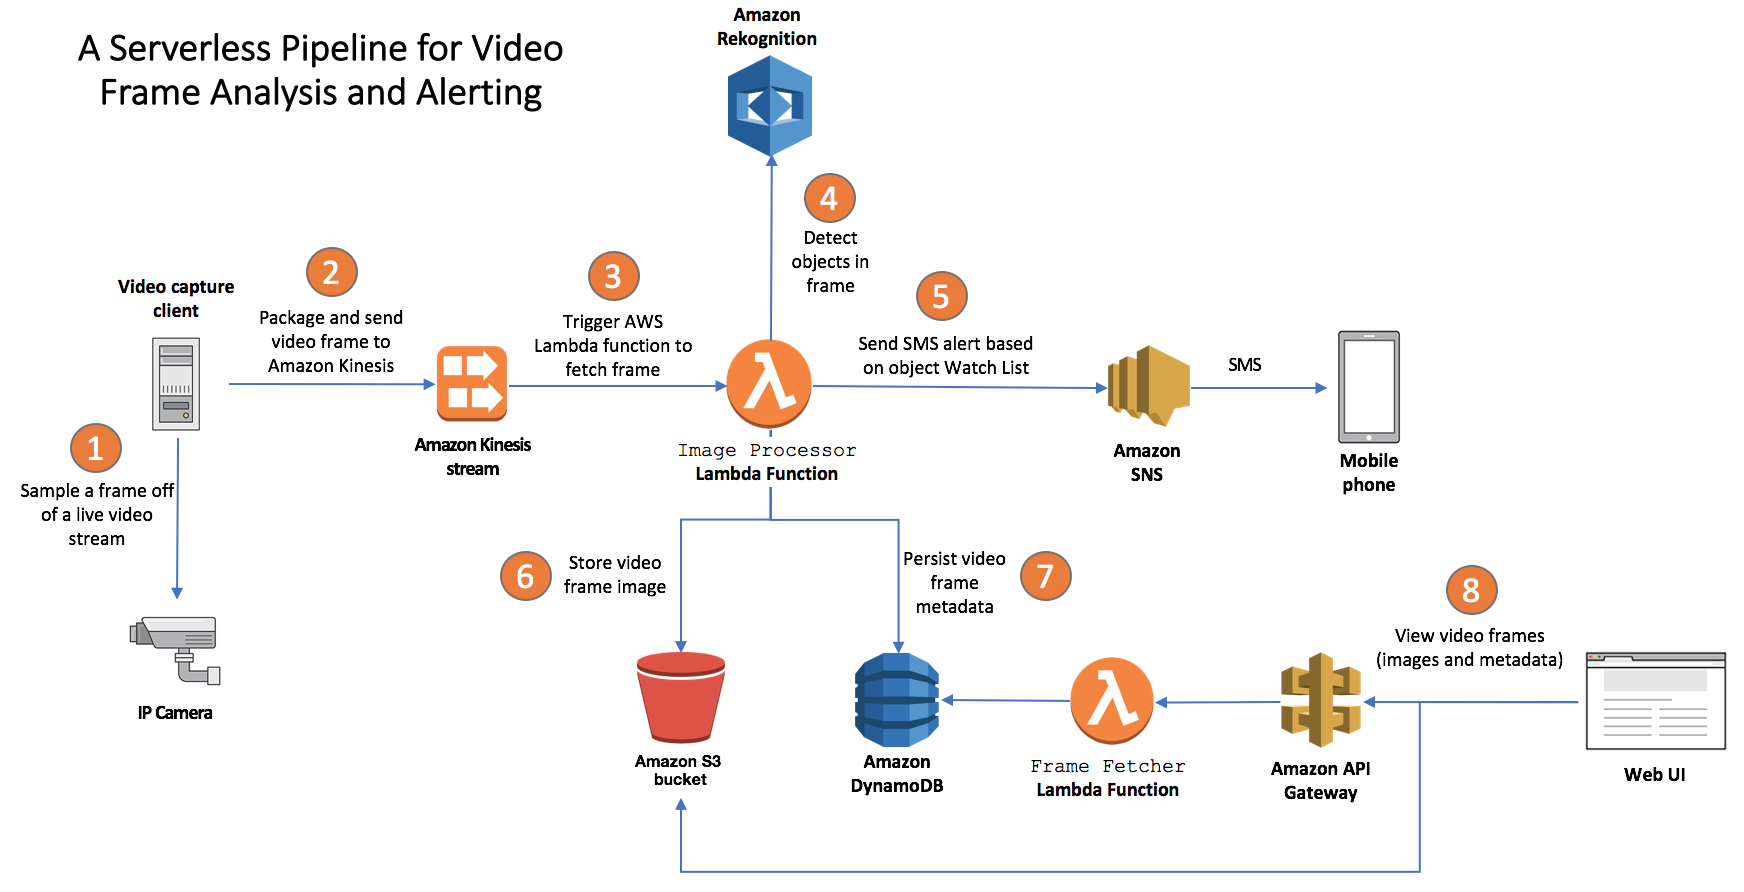 A Serverless Pipeline for Video
Frame Analysis and Alerting
Amazon
Rekognition
4
Detect
objects in
frame
Video capture
client
2
Package and send
video frame to
Amazon Kinesis
3
Trigger AWS
Lambda function to
fetch frame
5
Send SMS alert based
on object Watch List
SMS
1
Sample a frame off
of a live video
stream
Amazon Kinesis
stream
Image Processor
Lambda Function
Amazon
SNS
Mobile
phone
IP Camera
6
Store video
frame image
Persist video
frame
metadata
7
8
View video frames
(images and metadata)
Amazon S3
bucket
Amazon
DynamoDB
Frame Fetcher
Lambda Function
Amazon API
Gateway
Web UI